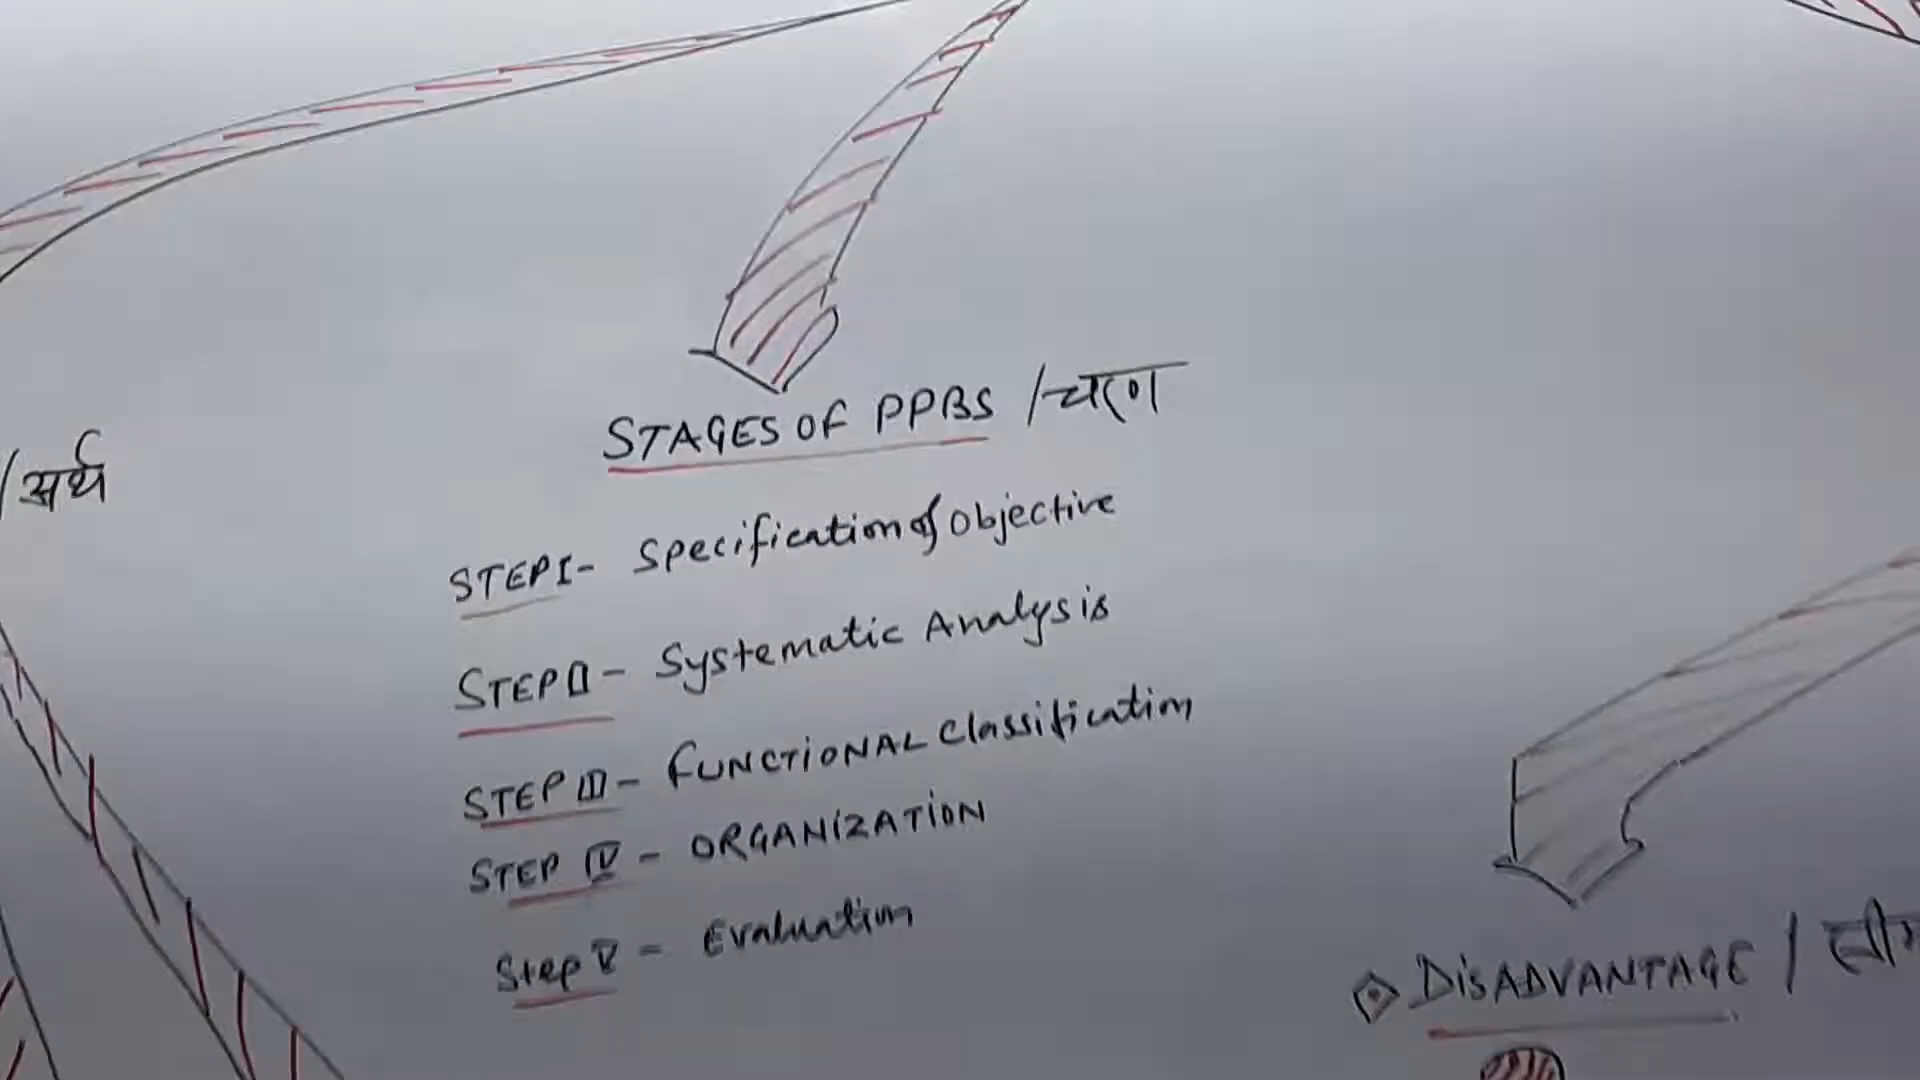 STAGES OF PPBS /चरण
/अर्थ
STEP I- Specification of Objective
STEP II- Systematic Analysis
STEP III- FUNCTIONAL Classification
STEP IV - ORGANIZATION
Step V - Evaluation
DISADVANTAGE /